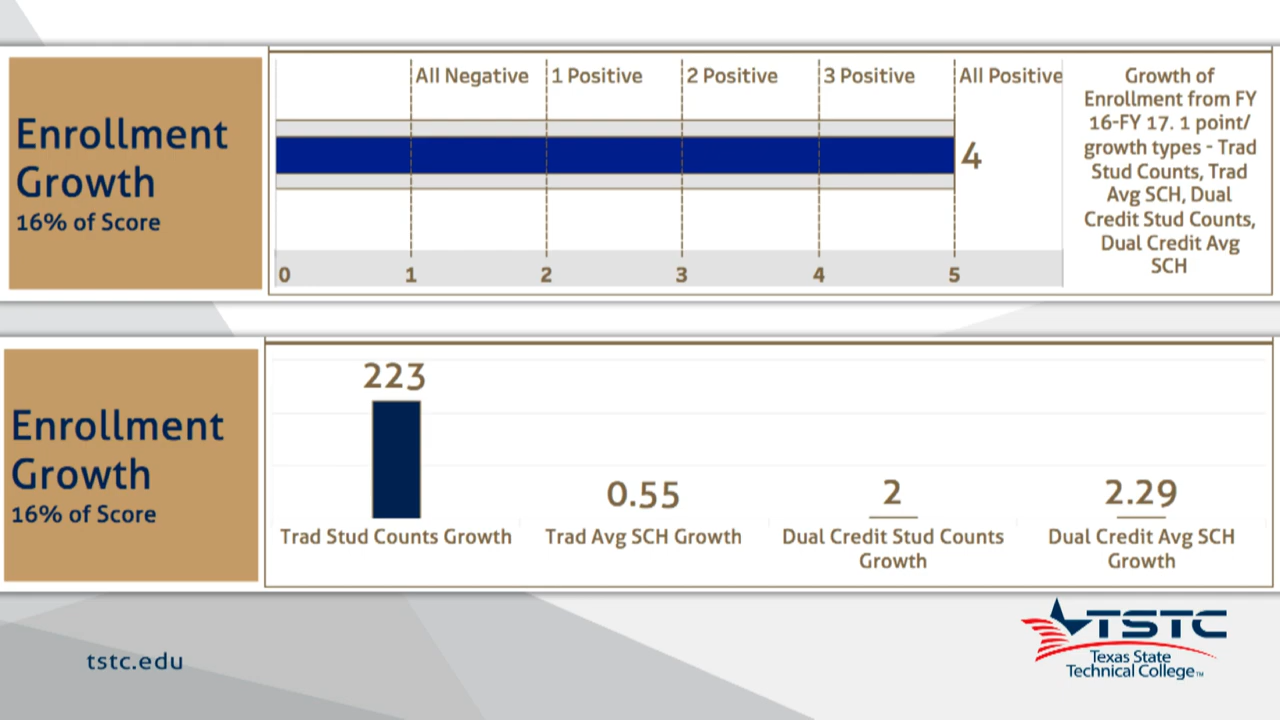 Enrollment
Growth
16% of Score
All Negative
1 Positive
2 Positive
3 Positive
All Positive
4
0
1
2
3
4
5
Growth of
Enrollment from FY
16-FY 17. 1 point/
growth types - Trad
Stud Counts, Trad
Avg SCH, Dual
Credit Stud Counts,
Dual Credit Avg
SCH
Enrollment
Growth
16% of Score
223
0.55
2
2.29
Trad Stud Counts Growth
Trad Avg SCH Growth
Dual Credit Stud Counts
Growth
Dual Credit Avg SCH
Growth
tstc.edu
TSTC
Texas State
Technical College™